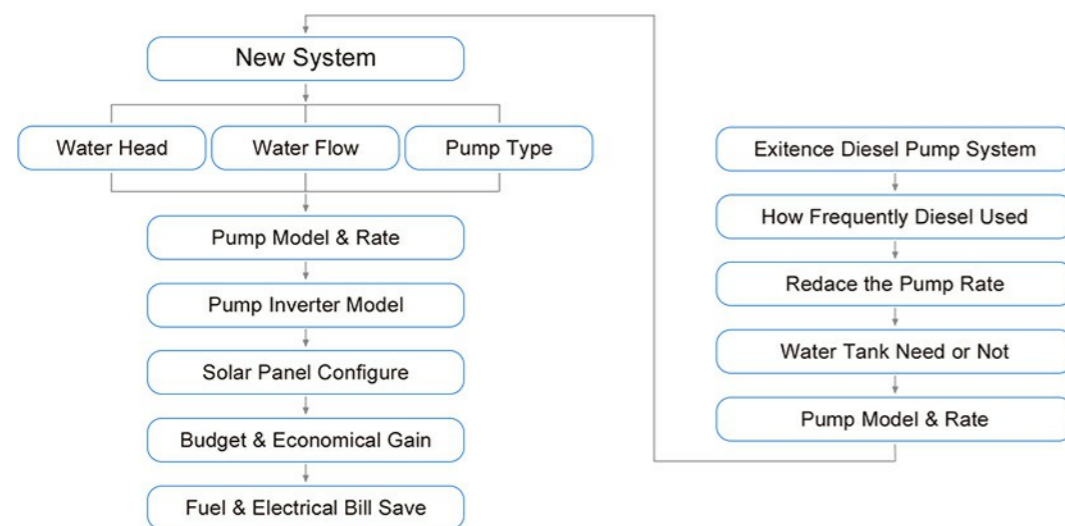 New System
Water Head
Water Flow
Pump Type
Pump Model & Rate
Pump Inverter Model
Solar Panel Configure
Budget & Economical Gain
Fuel & Electrical Bill Save
Exitence Diesel Pump System
How Frequently Diesel Used
Redace the Pump Rate
Water Tank Need or Not
Pump Model & Rate